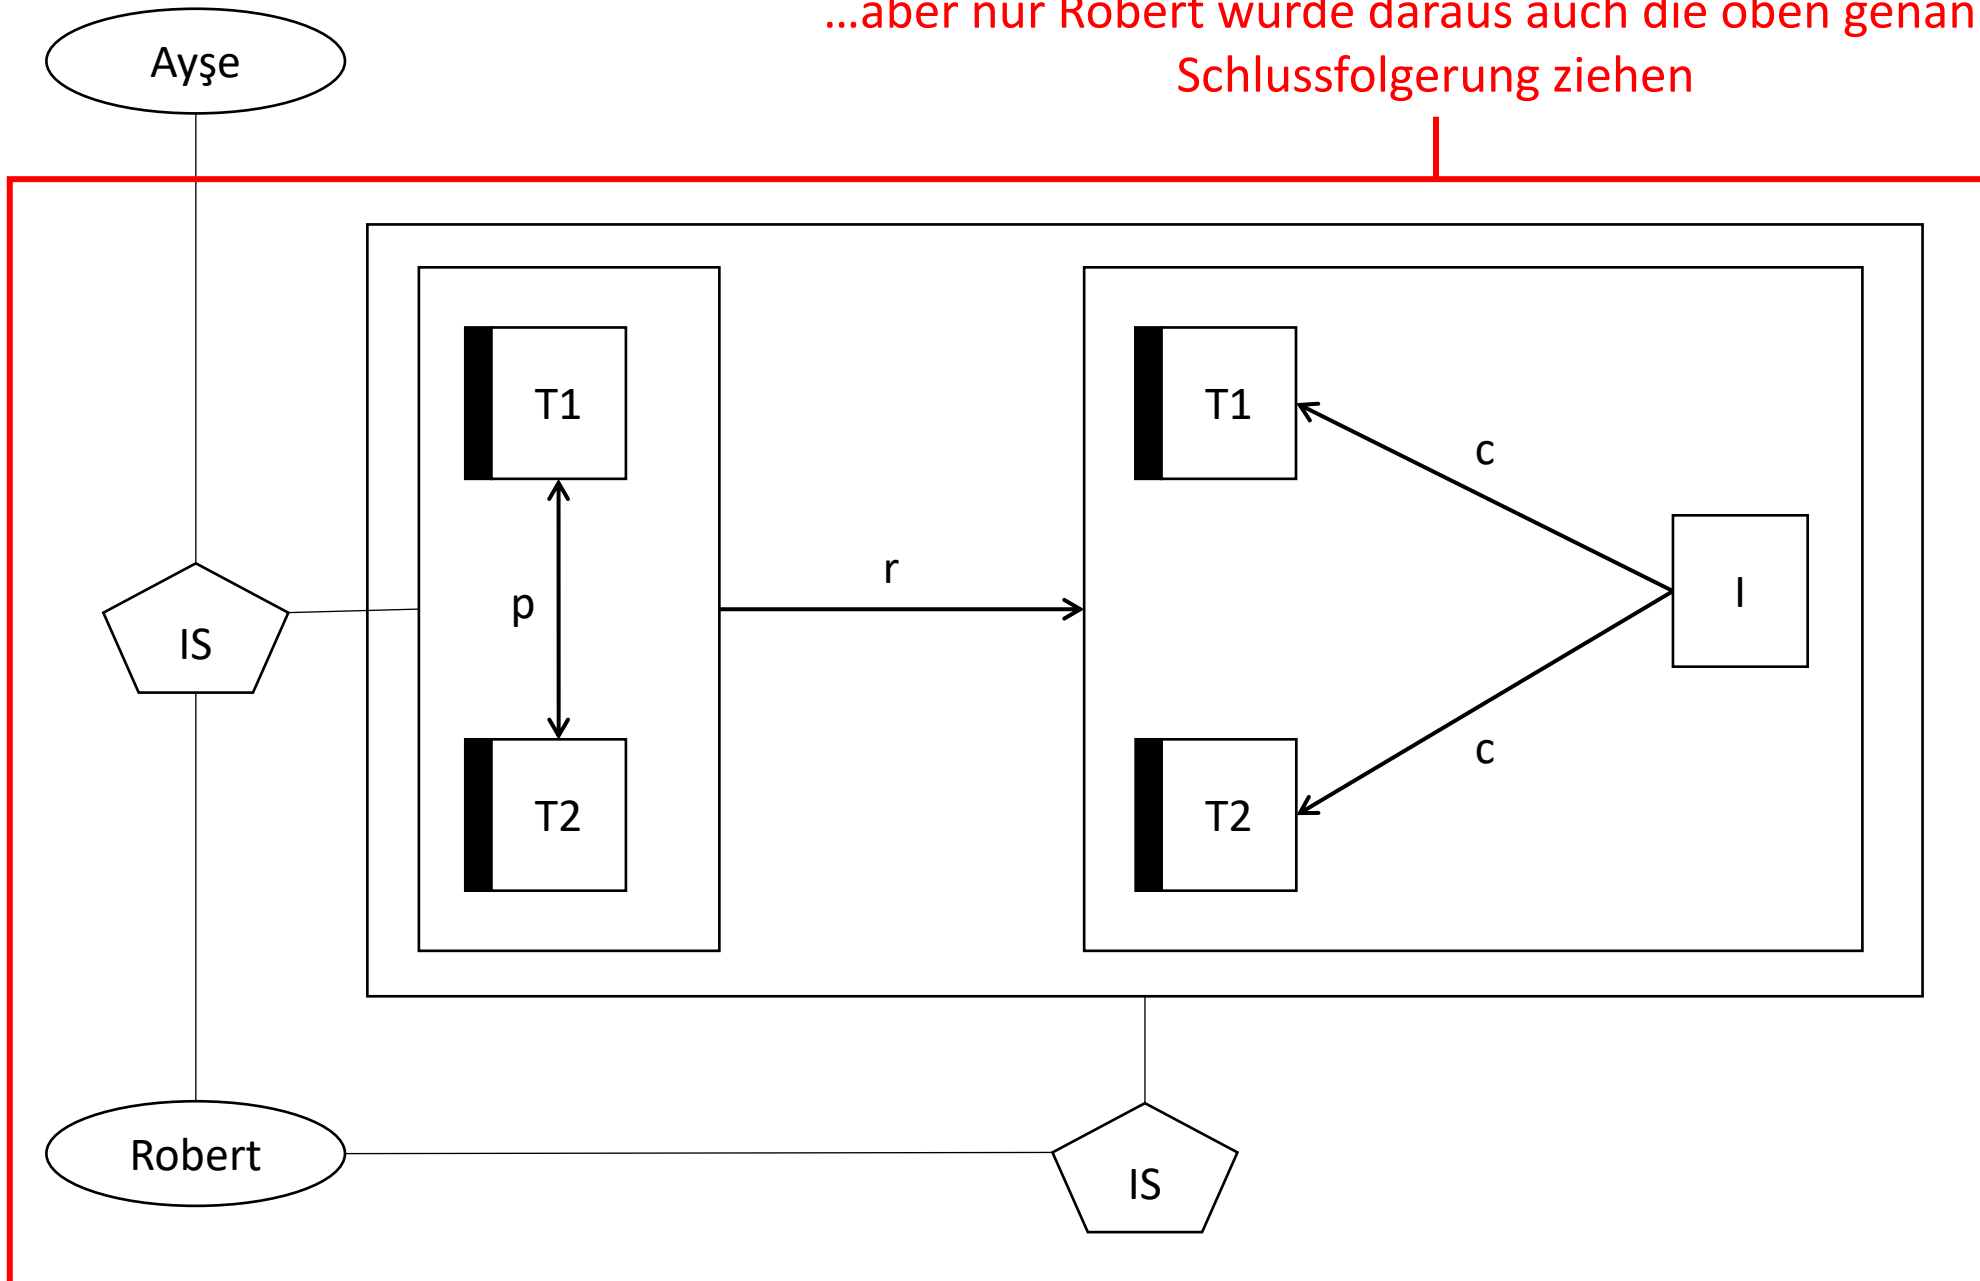 …aber nur Robert würde daraus auch die oben genan
Schlussfolgerung ziehen
Ayşe
T1
T1
c
r
p
I
IS
c
T2
T2
Robert
IS